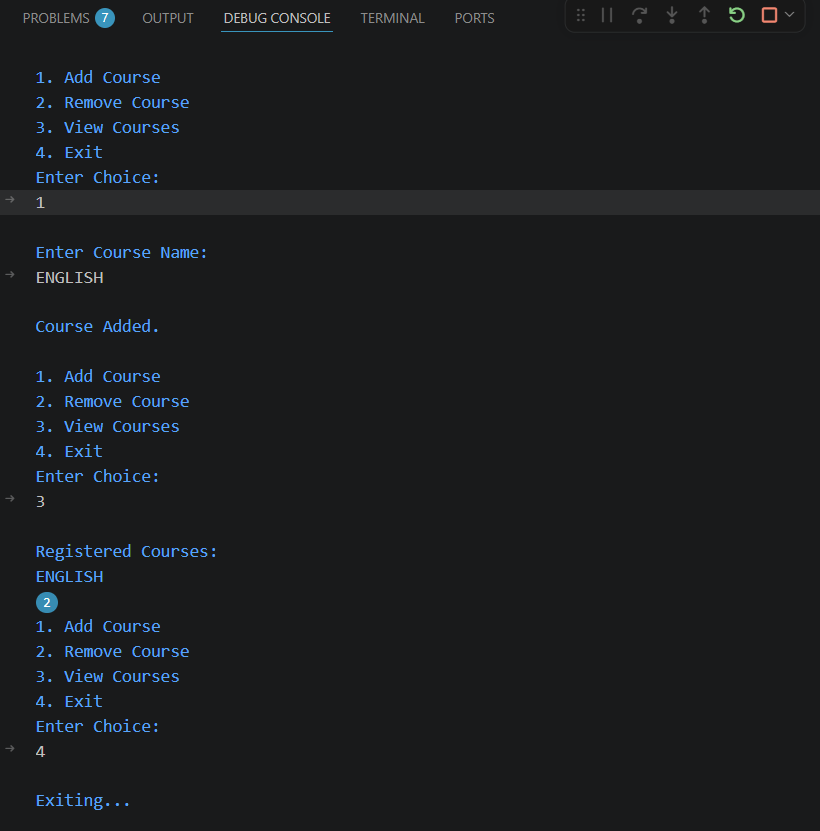 PROBLEMS 7 OUTPUT DEBUG CONSOLE TERMINAL PORTS
1. Add Course
2. Remove Course
3. View Courses
4. Exit
Enter Choice:
1
Enter Course Name:
ENGLISH
Course Added.
1. Add Course
2. Remove Course
3. View Courses
4. Exit
Enter Choice:
3
Registered Courses:
ENGLISH
2
1. Add Course
2. Remove Course
3. View Courses
4. Exit
Enter Choice:
4
Exiting...